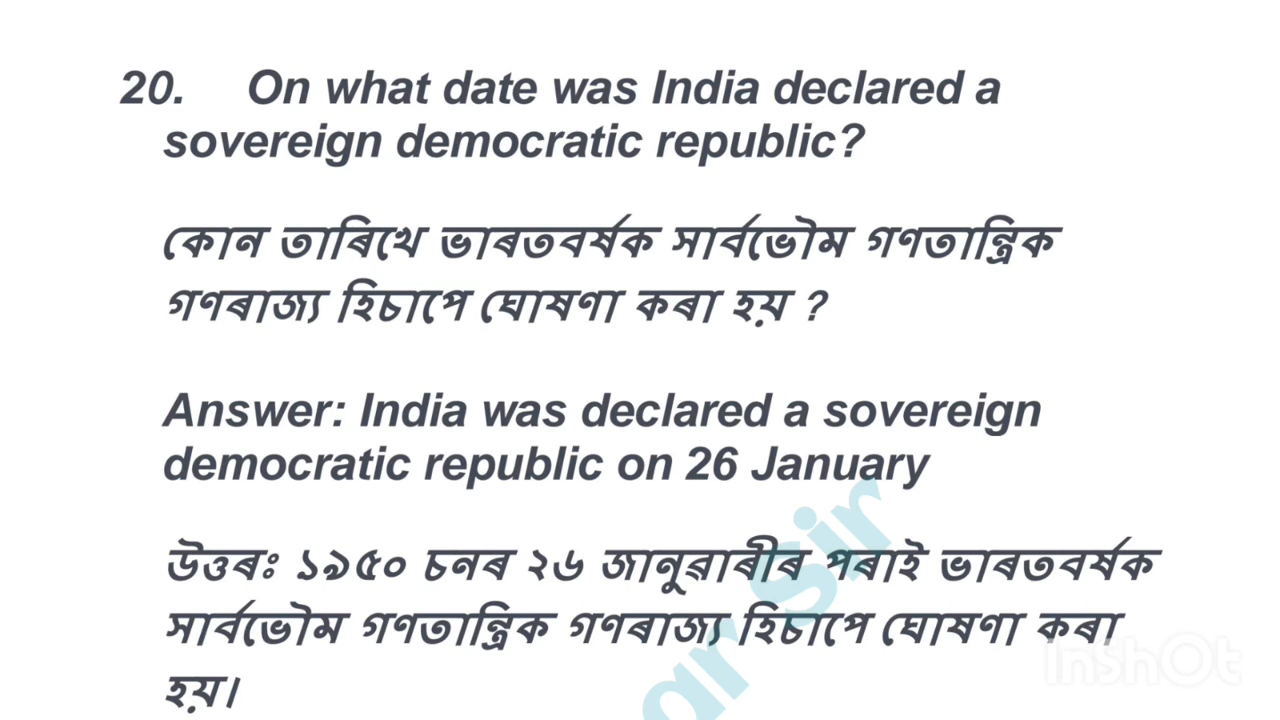 20. On what date was India declared a
sovereign democratic republic?
কোন তাৰিখে ভাৰতবৰ্ষক সাৰ্বভৌম গণতান্ত্ৰিক
গণৰাজ্য হিচাপে ঘোষণা কৰা হয় ?
Answer: India was declared a sovereign
democratic republic on 26 January
উত্তৰঃ ১৯৫০ চনৰ ২৬ জানুৱাৰীৰ পৰাই ভাৰতবৰ্ষক
সাৰ্বভৌম গণতান্ত্ৰিক গণৰাজ্য হিচাপে ঘোষণা কৰা
হয়।
Sir
InShOt